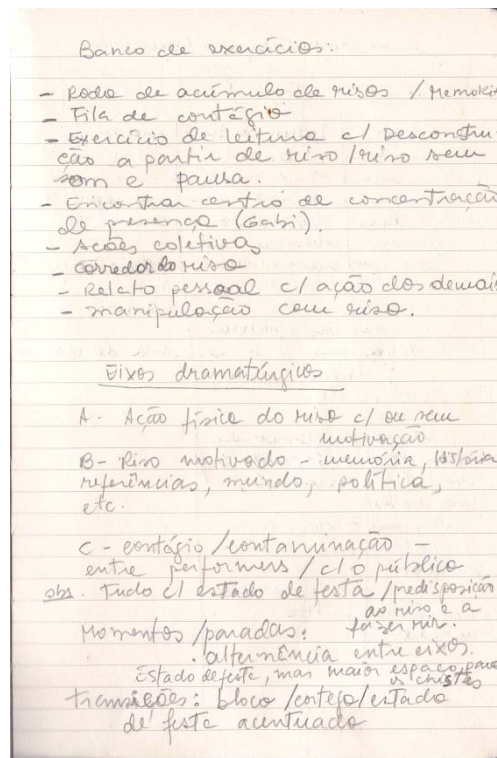 Banco de exercícios:
- Roda de acúmulo de risos / memória
- Fila de contágio
- Exercício de leitura c/ desconstru
ção a partir de riso/riso sem
som e pausa.
- Encontrar centro de concentração
de presença (Gabi).
- Ações coletivas
- corredor do riso
- Relato pessoal c/ ação dos demais
- manipulação com riso.
Eixos dramatúrgicos
A - Ação física do riso c/ ou sem
motivação
B - Riso motivado - memória, história
referências, mundo, política,
etc.
C - contágio/contaminação -
entre performers / c/ o público
obs. Tudo c/ estado de festa/predisposição
ao riso e a
Momentos/paradas: fazer rir.
. alternância entre eixos.
Estado de festa, mas maior espaço para
os chistes
transições: bloco/cortejo/estado
de festa acentuado